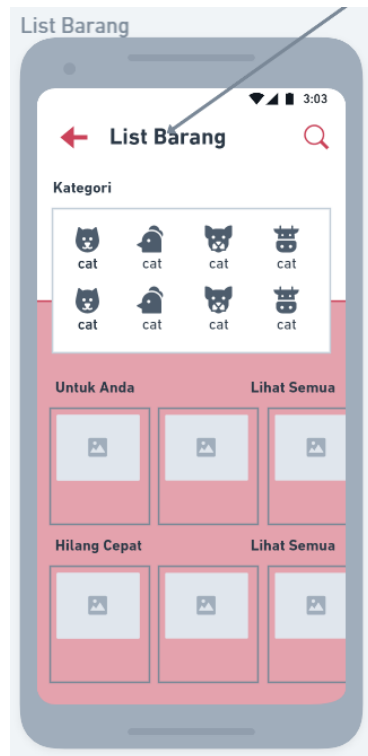 List Barang
3:03
List Barang
Kategori
cat cat cat cat
cat cat cat cat
Untuk Anda Lihat Semua
Hilang Cepat Lihat Semua